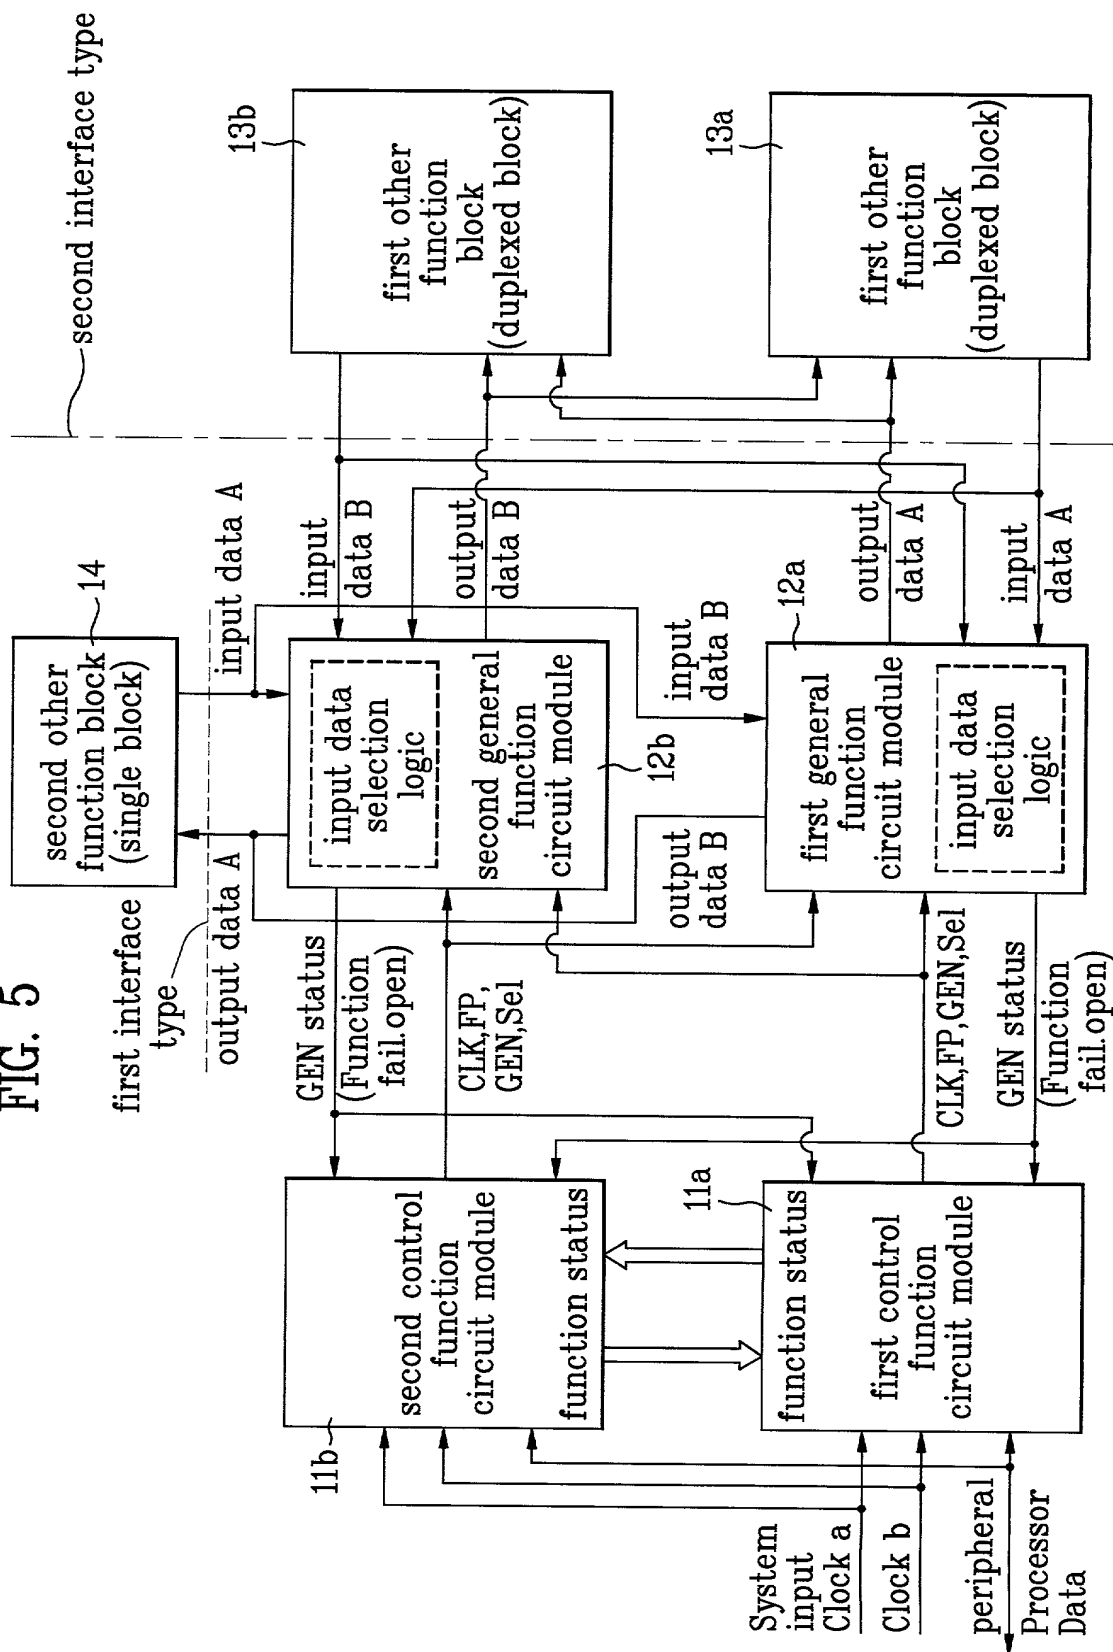 FIG. 5
second interface type
first interface
type
second other
function block
(single block)
14
output data A
input data A
GEN status
(Function
fail.open)
input
data B
output
data B
13b
first other
function
block
(duplexed block)
11b
second control
function
circuit module
function status
CLK,FP,
GEN,Sel
input data
selection
logic
second general
function
circuit module
12b
output
data B
input
data B
System
input
Clock a
Clock b
peripheral
Processor
Data
11a
function status
first control
function
circuit module
CLK,FP,GEN,Sel
GEN status
(Function
fail.open)
12a
first general
function
circuit module
input data
selection
logic
output
data A
input
data A
13a
first other
function
block
(duplexed block)